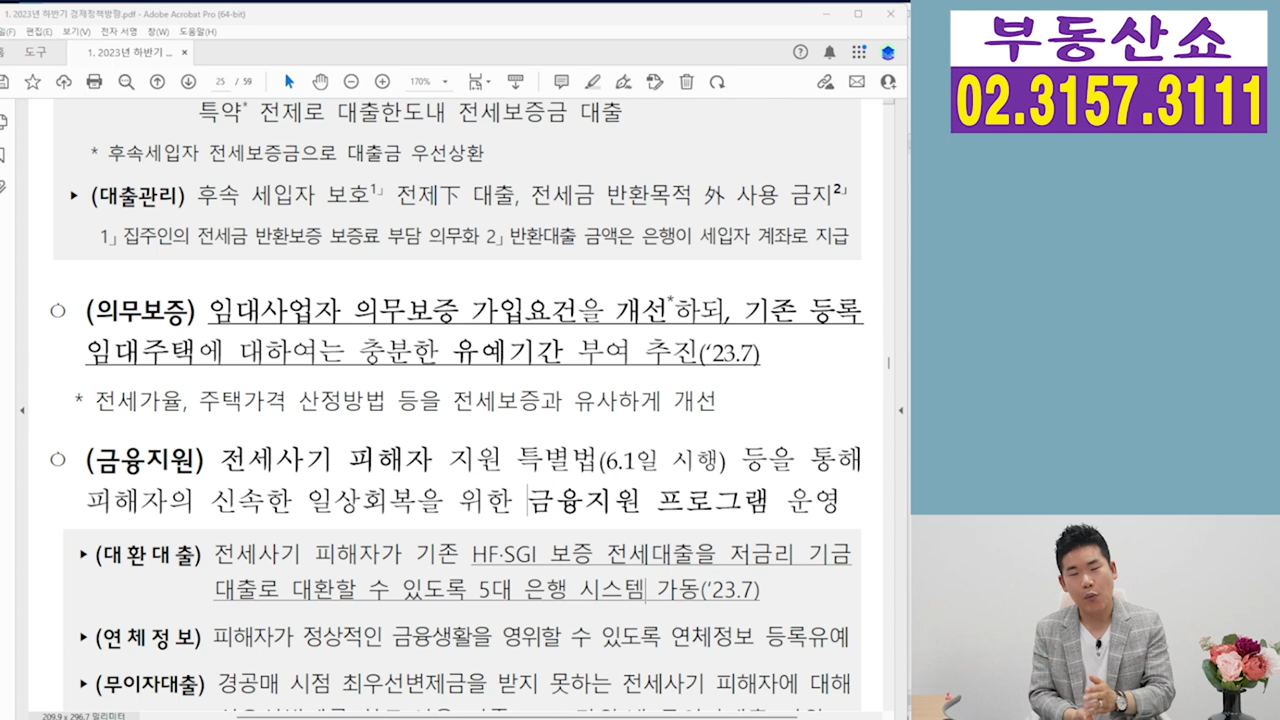 1. 2023년 하반기 경제정책방향.pdf - Adobe Acrobat Pro (64-bit)
편집(E) 보기(V) 전자 서명 창(W) 도움말(H)
도구 1. 2023년 하반기 ... ×
25 / 59 170%
특약* 전제로 대출한도내 전세보증금 대출
* 후속세입자 전세보증금으로 대출금 우선상환
▸ (대출관리) 후속 세입자 보호1」 전제下 대출, 전세금 반환목적 外 사용 금지2」
1」 집주인의 전세금 반환보증 보증료 부담 의무화 2」 반환대출 금액은 은행이 세입자 계좌로 지급
○ (의무보증) 임대사업자 의무보증 가입요건을 개선*하되, 기존 등록
임대주택에 대하여는 충분한 유예기간 부여 추진(‘23.7)
* 전세가율, 주택가격 산정방법 등을 전세보증과 유사하게 개선
○ (금융지원) 전세사기 피해자 지원 특별법(6.1일 시행) 등을 통해
피해자의 신속한 일상회복을 위한 금융지원 프로그램 운영
▸ (대환대출) 전세사기 피해자가 기존 HF·SGI 보증 전세대출을 저금리 기금
대출로 대환할 수 있도록 5대 은행 시스템 가동(‘23.7)
▸ (연체정보) 피해자가 정상적인 금융생활을 영위할 수 있도록 연체정보 등록유예
▸ (무이자대출) 경공매 시점 최우선변제금을 받지 못하는 전세사기 피해자에 대해
209.9 x 296.7 밀리미터
부동산쇼
02.3157.3111